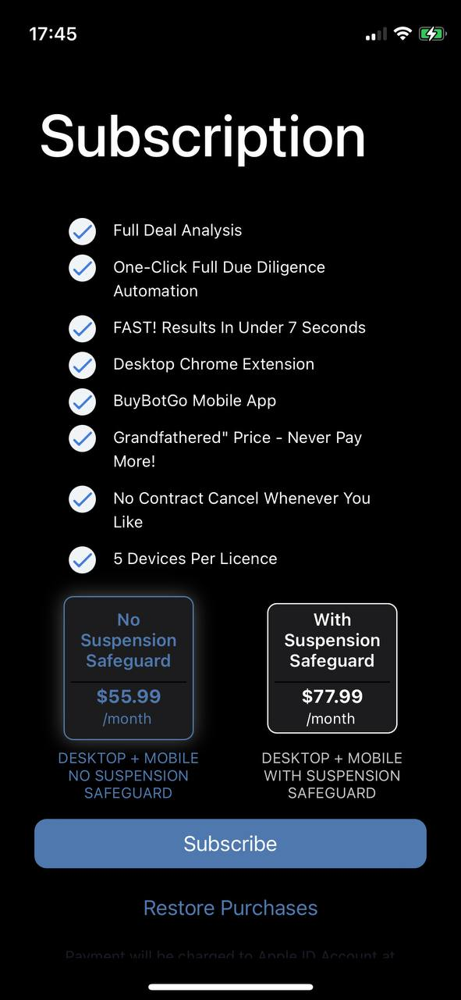 17:45
Subscription
Full Deal Analysis
One-Click Full Due Diligence
Automation
FAST! Results In Under 7 Seconds
Desktop Chrome Extension
BuyBotGo Mobile App
Grandfathered" Price - Never Pay
More!
No Contract Cancel Whenever You
Like
5 Devices Per Licence
No
Suspension
Safeguard
$55.99
/month
DESKTOP + MOBILE
NO SUSPENSION
SAFEGUARD
With
Suspension
Safeguard
$77.99
/month
DESKTOP + MOBILE
WITH SUSPENSION
SAFEGUARD
Subscribe
Restore Purchases
Payment will be charged to Apple ID Account at